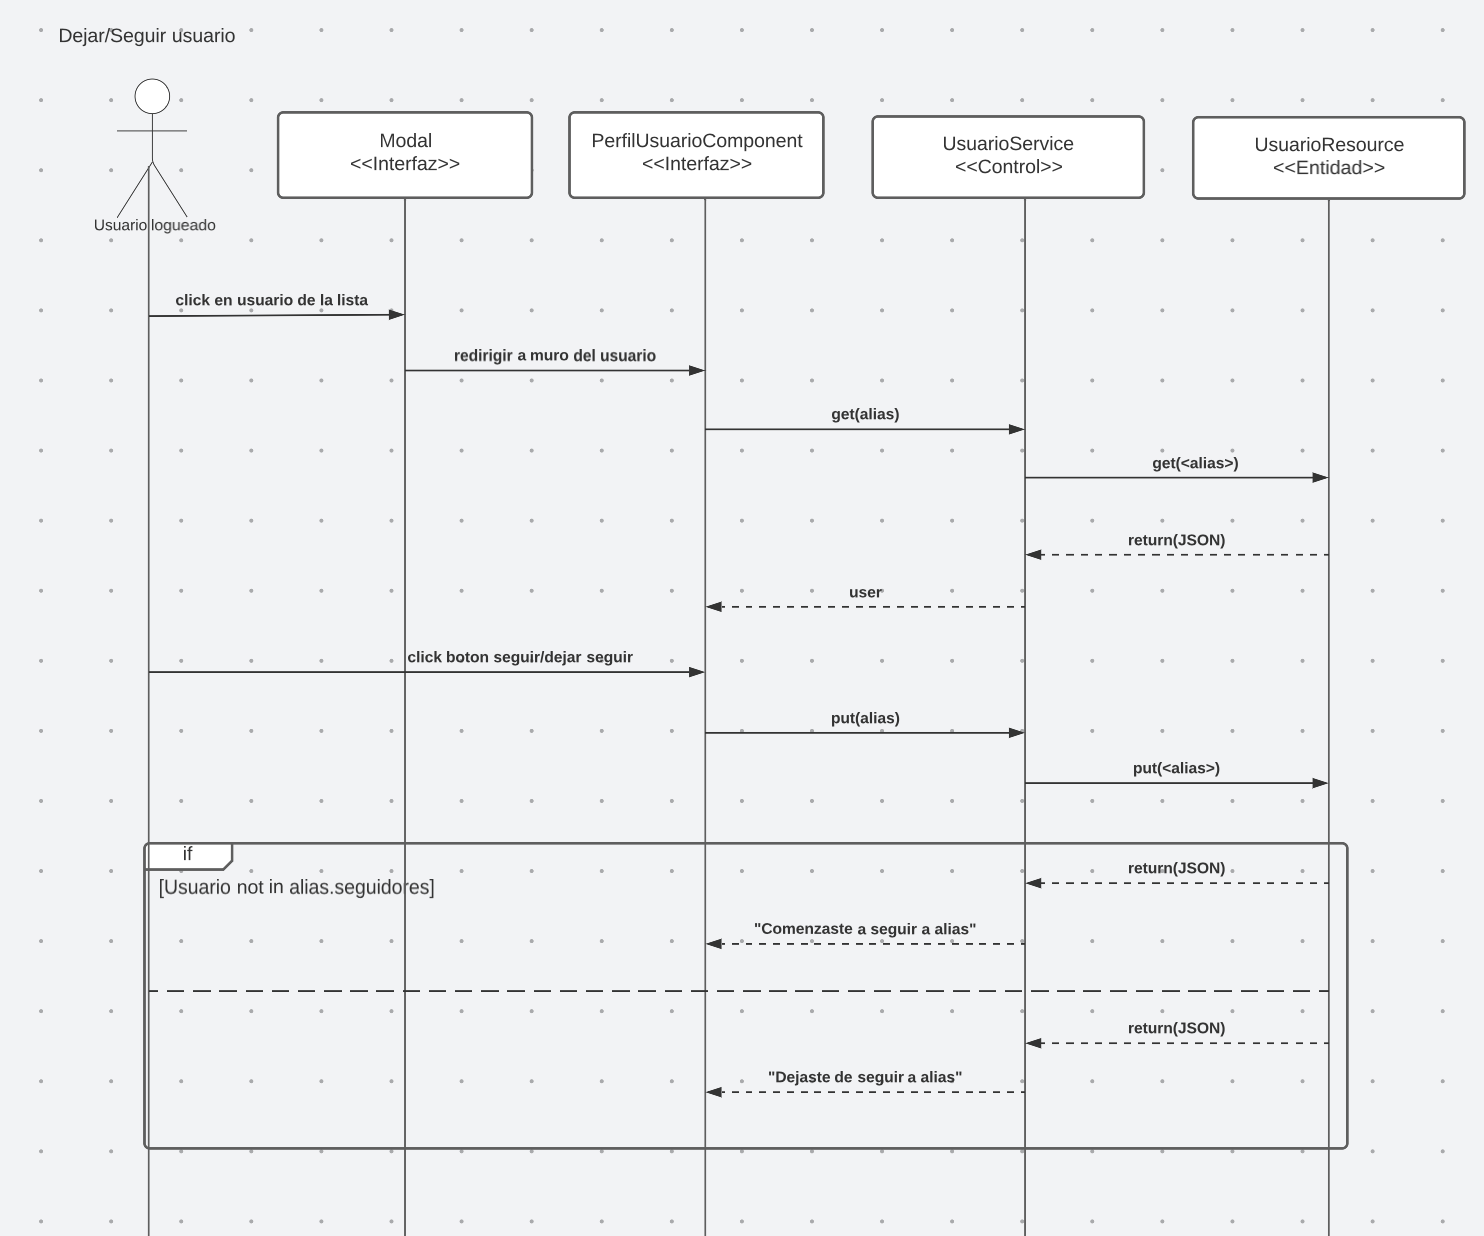 Dejar/Seguir usuario
Modal
<<Interfaz>>
PerfilUsuarioComponent
<<Interfaz>>
UsuarioService
<<Control>>
UsuarioResource
<<Entidad>>
Usuario logueado
click en usuario de la lista
redirigir a muro del usuario
get(alias)
get(<alias>)
return(JSON)
user
click boton seguir/dejar seguir
put(alias)
put(<alias>)
if
[Usuario not in alias.seguidores]
return(JSON)
"Comenzaste a seguir a alias"
return(JSON)
"Dejaste de seguir a alias"